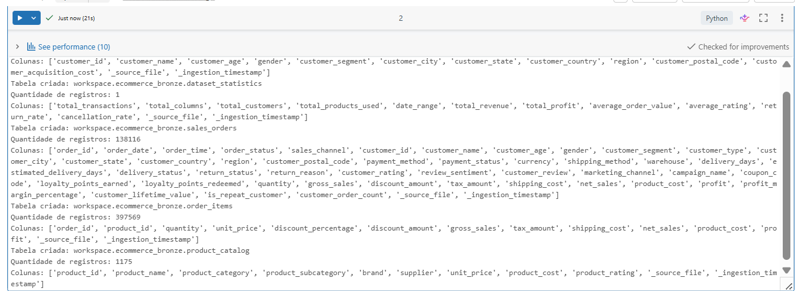 Just now (21s)
2
Python
See performance (10)
Checked for improvements
Colunas: ['customer_id', 'customer_name', 'customer_age', 'gender', 'customer_segment', 'customer_city', 'customer_state', 'customer_country', 'region', 'customer_postal_code', 'custo
mer_acquisition_cost', '_source_file', '_ingestion_timestamp']
Tabela criada: workspace.ecommerce_bronze.dataset_statistics
Quantidade de registros: 1
Colunas: ['total_transactions', 'total_columns', 'total_customers', 'total_products_used', 'date_range', 'total_revenue', 'total_profit', 'average_order_value', 'average_rating', 'ret
urn_rate', 'cancellation_rate', '_source_file', '_ingestion_timestamp']
Tabela criada: workspace.ecommerce_bronze.sales_orders
Quantidade de registros: 138116
Colunas: ['order_id', 'order_date', 'order_time', 'order_status', 'sales_channel', 'customer_id', 'customer_name', 'customer_age', 'gender', 'customer_segment', 'customer_type', 'cust
omer_city', 'customer_state', 'customer_country', 'region', 'customer_postal_code', 'payment_method', 'payment_status', 'currency', 'shipping_method', 'warehouse', 'delivery_days', 'e
stimated_delivery_days', 'delivery_status', 'return_status', 'return_reason', 'customer_rating', 'review_sentiment', 'customer_review', 'marketing_channel', 'campaign_name', 'coupon_c
ode', 'loyalty_points_earned', 'loyalty_points_redeemed', 'quantity', 'gross_sales', 'discount_amount', 'tax_amount', 'shipping_cost', 'net_sales', 'product_cost', 'profit', 'profit_m
argin_percentage', 'customer_lifetime_value', 'is_repeat_customer', 'customer_order_count', '_source_file', '_ingestion_timestamp']
Tabela criada: workspace.ecommerce_bronze.order_items
Quantidade de registros: 397569
Colunas: ['order_id', 'product_id', 'quantity', 'unit_price', 'discount_percentage', 'discount_amount', 'gross_sales', 'tax_amount', 'shipping_cost', 'net_sales', 'product_cost', 'pro
fit', '_source_file', '_ingestion_timestamp']
Tabela criada: workspace.ecommerce_bronze.product_catalog
Quantidade de registros: 1175
Colunas: ['product_id', 'product_name', 'product_category', 'product_subcategory', 'brand', 'supplier', 'unit_price', 'product_cost', 'product_rating', '_source_file', '_ingestion_tim
estamp']